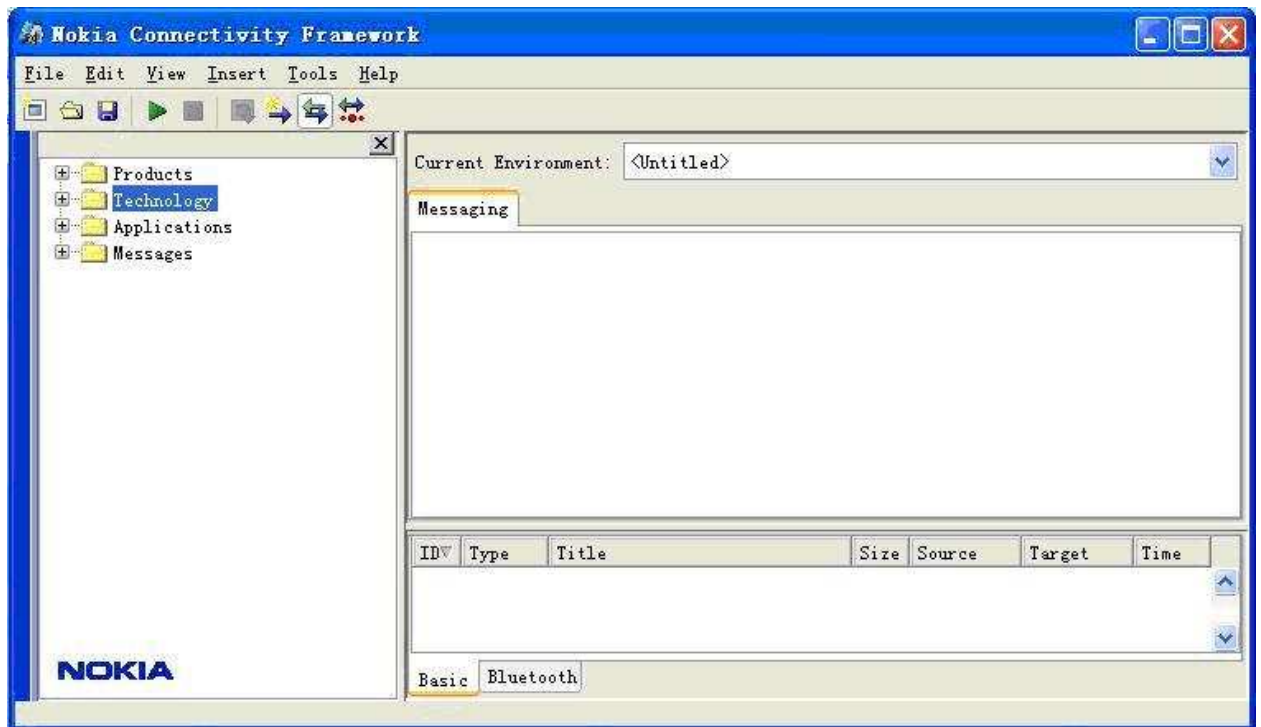 Nokia Connectivity Framework
File Edit View Insert Tools Help
Products
Technology
Applications
Messages
NOKIA
Current Environment: <Untitled>
Messaging
ID Type Title Size Source Target Time
Basic Bluetooth